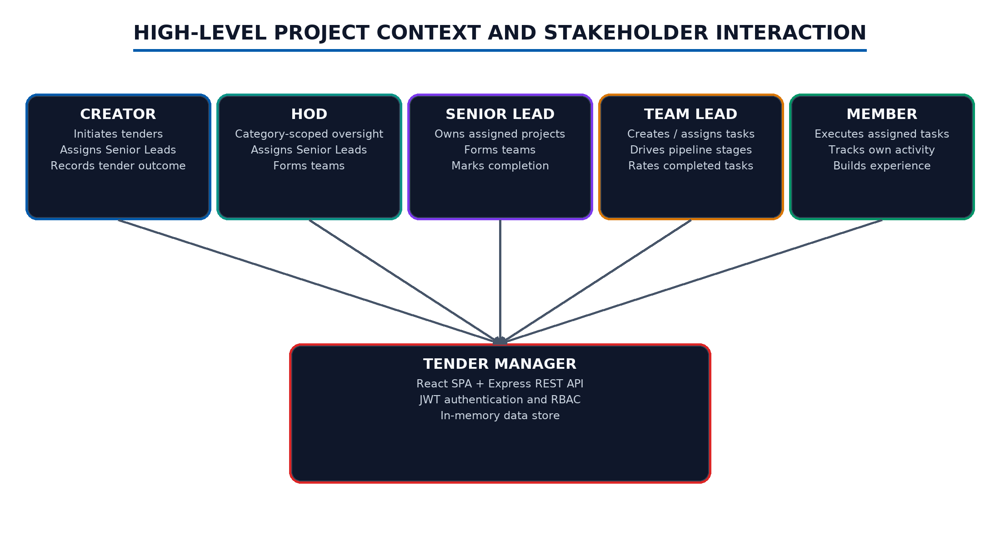 HIGH-LEVEL PROJECT CONTEXT AND STAKEHOLDER INTERACTION
CREATOR
Initiates tenders
Assigns Senior Leads
Records tender outcome
HOD
Category-scoped oversight
Assigns Senior Leads
Forms teams
SENIOR LEAD
Owns assigned projects
Forms teams
Marks completion
TEAM LEAD
Creates / assigns tasks
Drives pipeline stages
Rates completed tasks
MEMBER
Executes assigned tasks
Tracks own activity
Builds experience
TENDER MANAGER
React SPA + Express REST API
JWT authentication and RBAC
In-memory data store